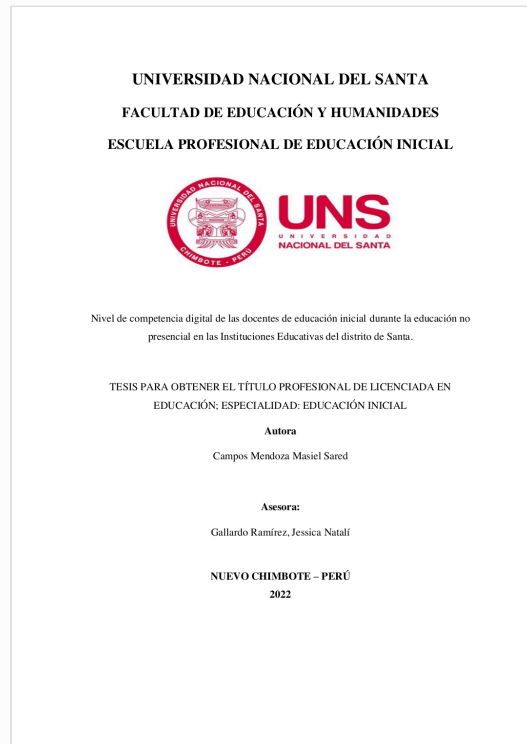 UNIVERSIDAD NACIONAL DEL SANTA
FACULTAD DE EDUCACIÓN Y HUMANIDADES
ESCUELA PROFESIONAL DE EDUCACIÓN INICIAL
UNIVERSIDAD NACIONAL DEL SANTA
CHIMBOTE - PERÚ
UNS
UNIVERSIDAD
NACIONAL DEL SANTA
Nivel de competencia digital de las docentes de educación inicial durante la educación no
presencial en las Instituciones Educativas del distrito de Santa.
TESIS PARA OBTENER EL TÍTULO PROFESIONAL DE LICENCIADA EN
EDUCACIÓN; ESPECIALIDAD: EDUCACIÓN INICIAL
Autora
Campos Mendoza Masiel Sared
Asesora:
Gallardo Ramírez, Jessica Natalí
NUEVO CHIMBOTE – PERÚ
2022